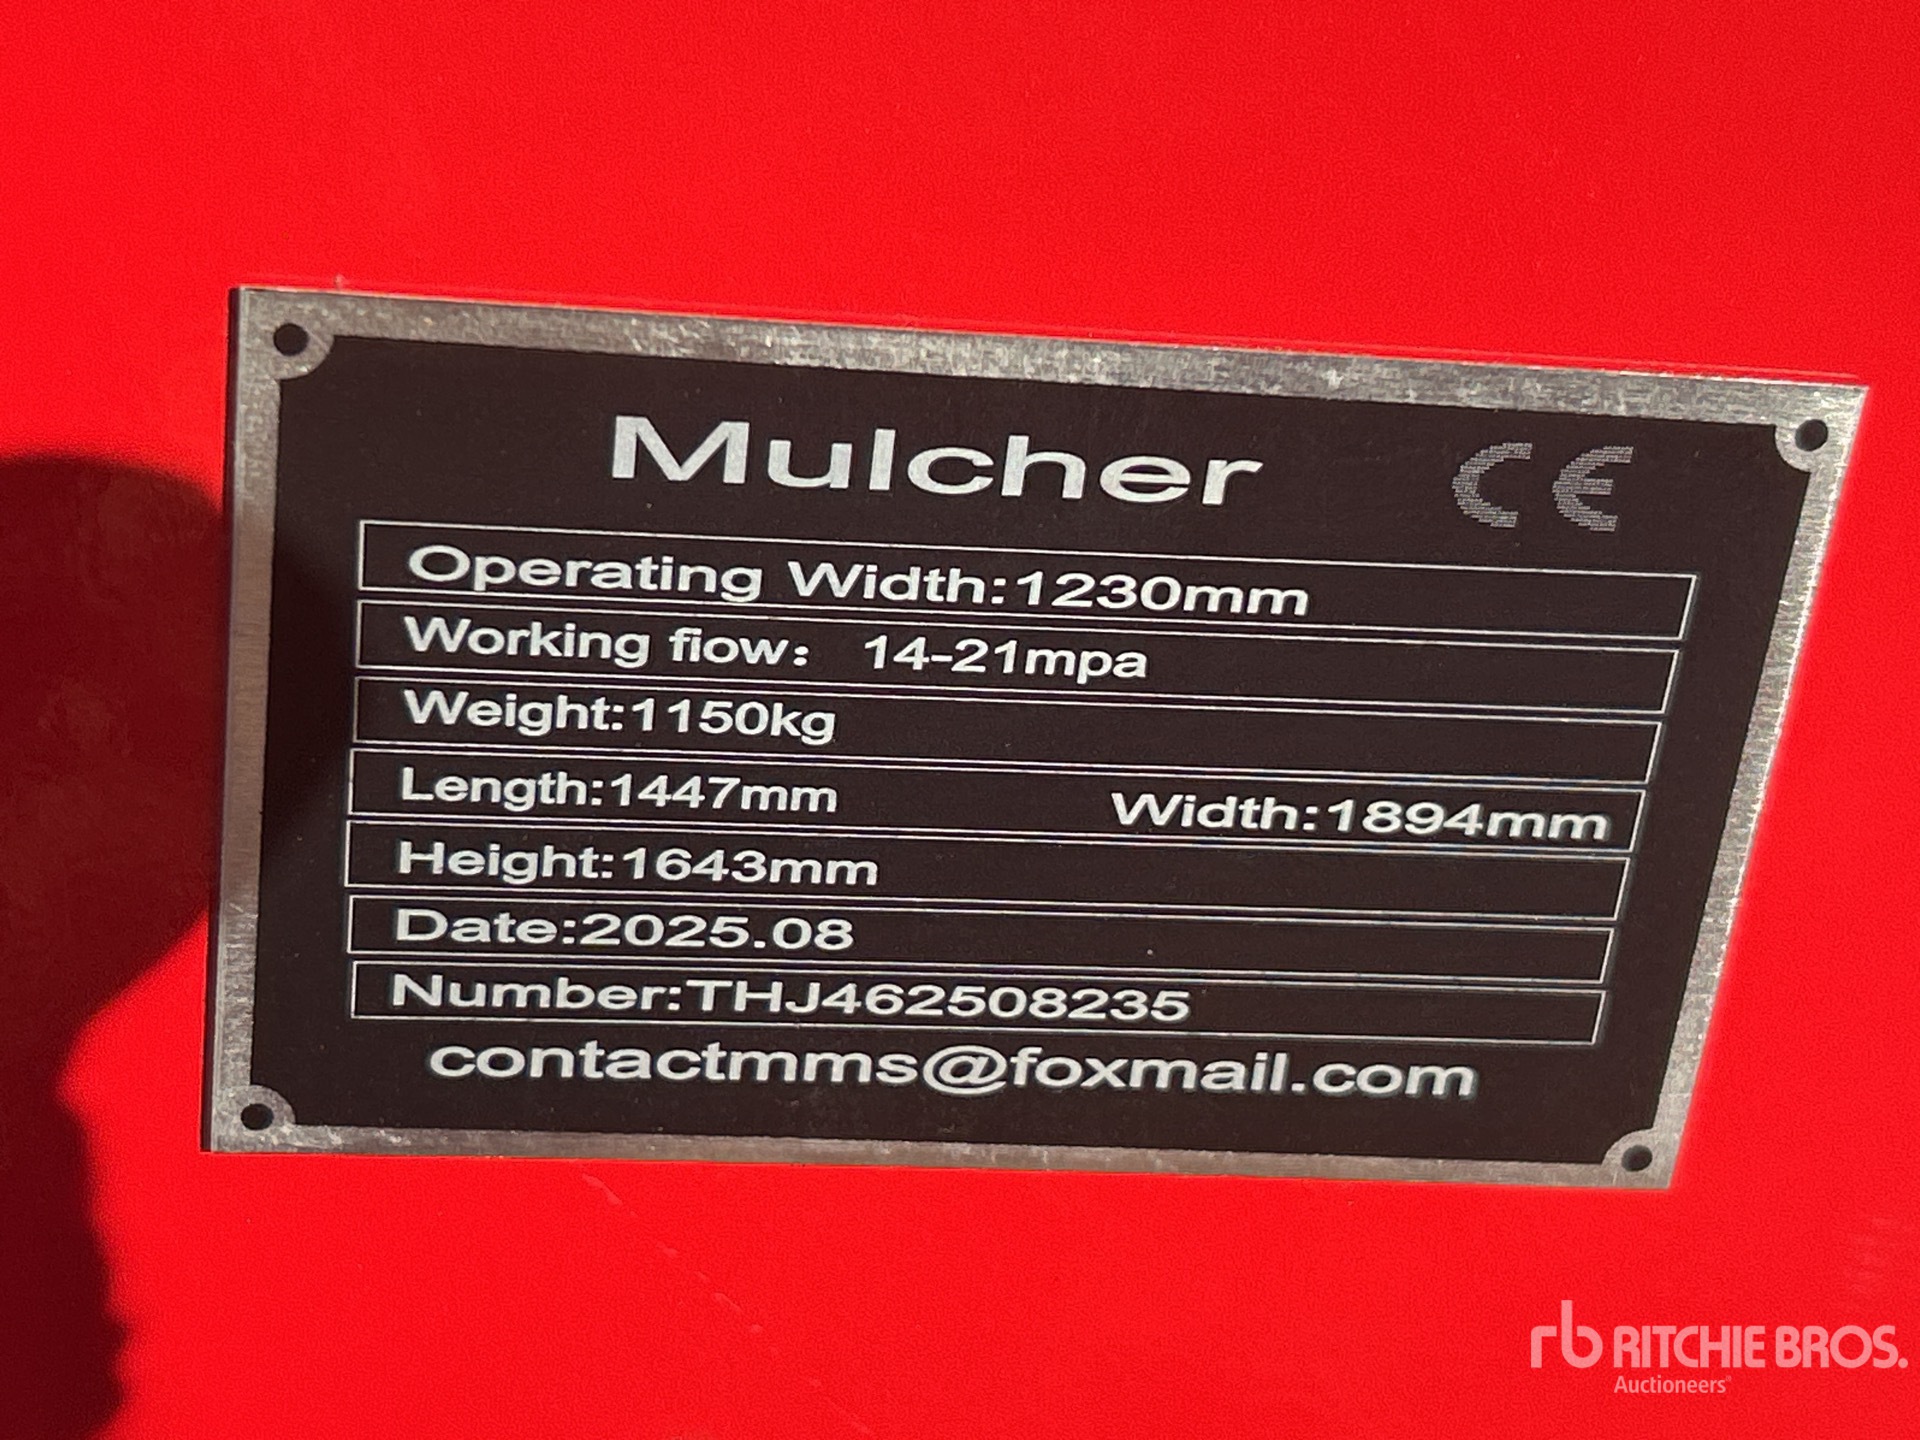 Mulcher CE
Operating Width:1230mm
Working flow: 14-21mpa
Weight:1150kg
Length:1447mm Width:1894mm
Height:1643mm
Date:2025.08
Number:THJ462508235
contactmms@foxmail.com
rb RITCHIE BROS.
Auctioneers